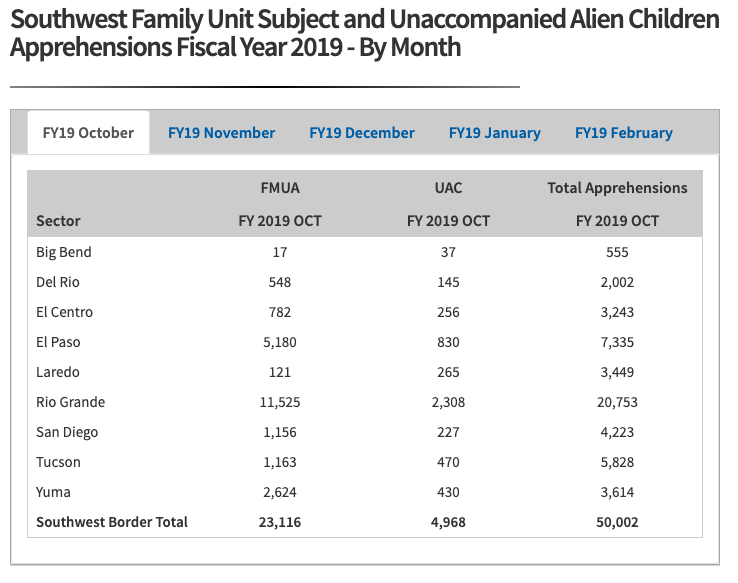 Southwest Family Unit Subject and Unaccompanied Alien Children
Apprehensions Fiscal Year 2019 - By Month
FY19 October FY19 November FY19 December FY19 January FY19 February
FMUA UAC Total Apprehensions
Sector FY 2019 OCT FY 2019 OCT FY 2019 OCT
Big Bend 17 37 555
Del Rio 548 145 2,002
El Centro 782 256 3,243
El Paso 5,180 830 7,335
Laredo 121 265 3,449
Rio Grande 11,525 2,308 20,753
San Diego 1,156 227 4,223
Tucson 1,163 470 5,828
Yuma 2,624 430 3,614
Southwest Border Total 23,116 4,968 50,002